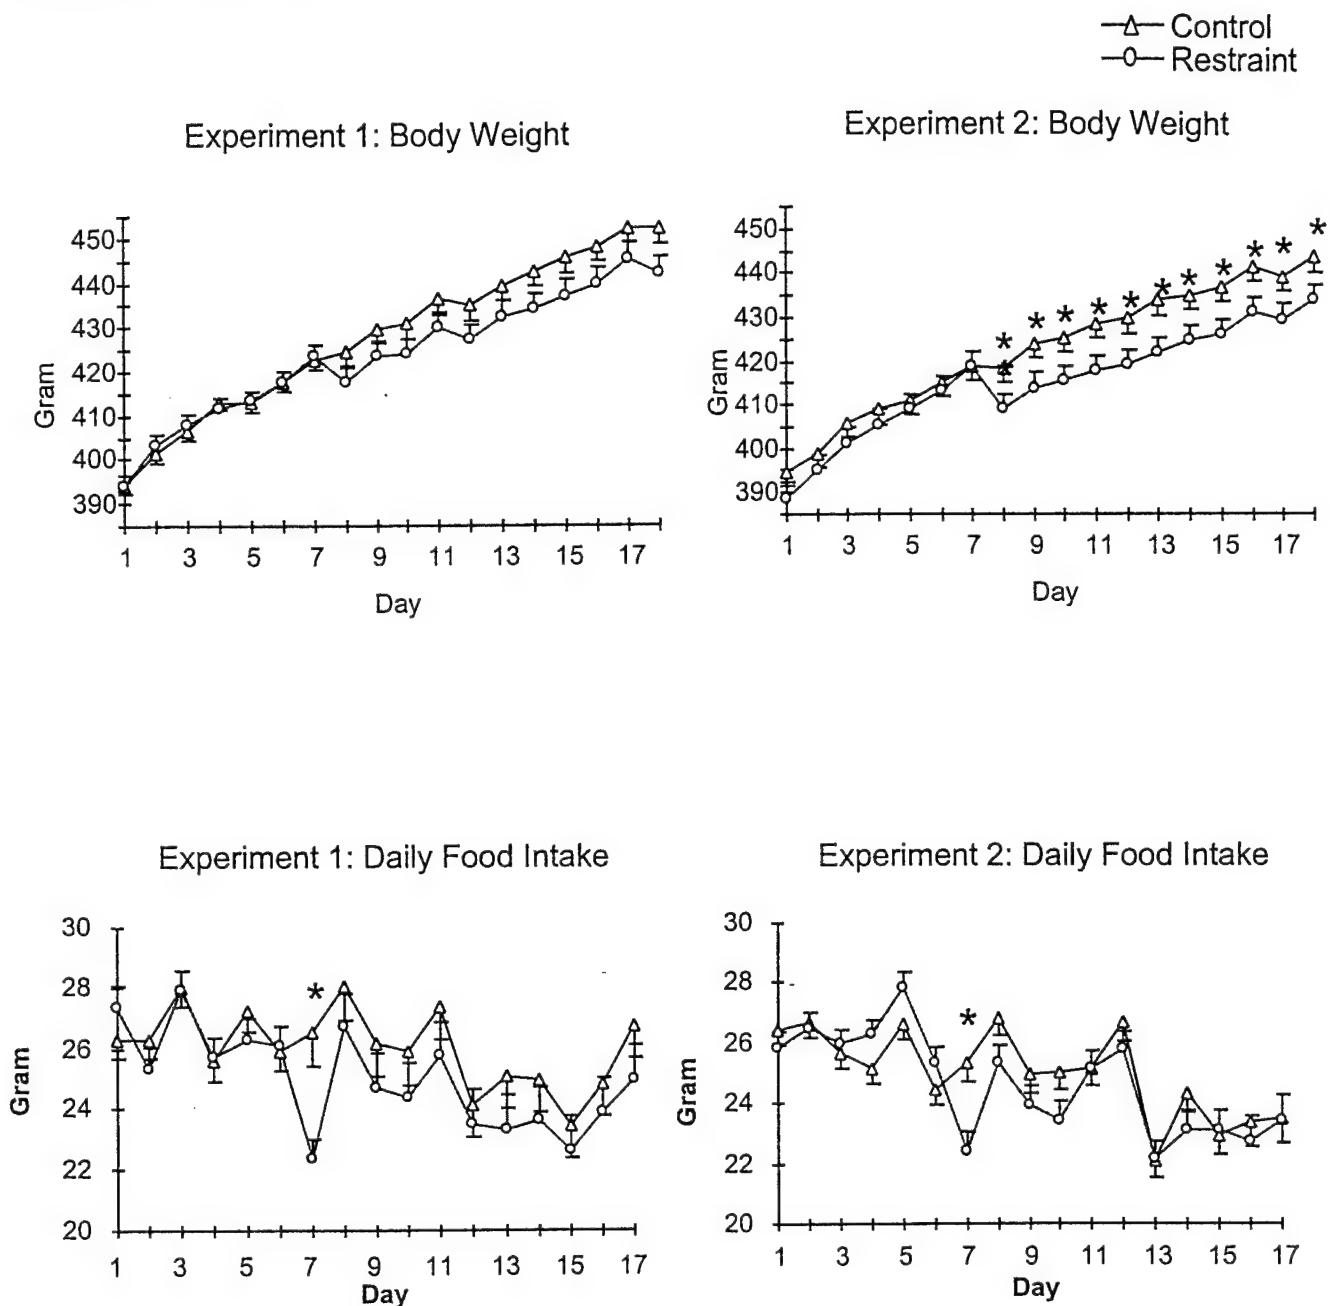 Control
Restraint
Experiment 1: Body Weight
Experiment 2: Body Weight
450
440
430
420
410
400
390
Gram
1 3 5 7 9 11 13 15 17
Day
450
440
430
420
410
400
390
Gram
* * * * * * * * * * *
1 3 5 7 9 11 13 15 17
Day
Experiment 1: Daily Food Intake
Experiment 2: Daily Food Intake
30
28
26
24
22
20
Gram
*
1 3 5 7 9 11 13 15 17
Day
30
28
26
24
22
20
Gram
*
1 3 5 7 9 11 13 15 17
Day